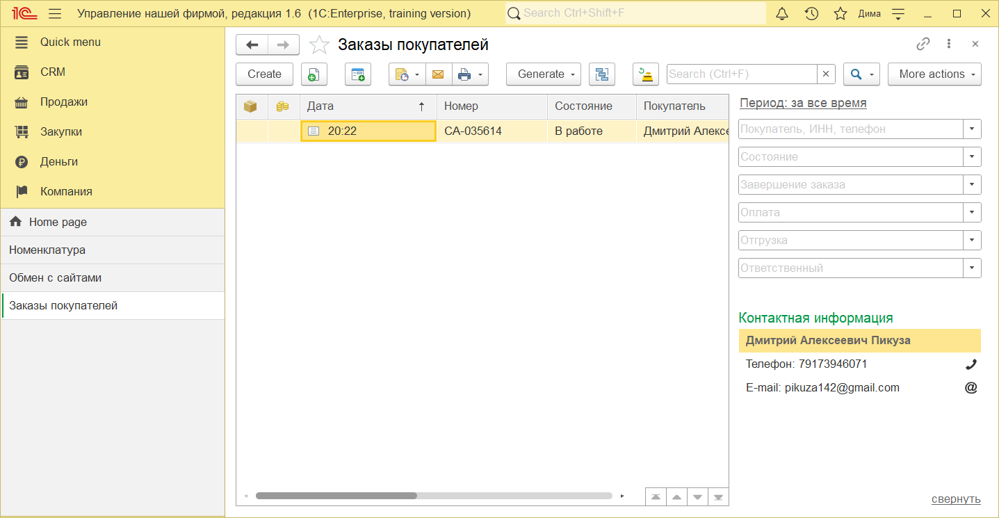 1С Управление нашей фирмой, редакция 1.6 (1C:Enterprise, training version)
Search Ctrl+Shift+F
Дима
Quick menu
CRM
Продажи
Закупки
Деньги
Компания
Home page
Номенклатура
Обмен с сайтами
Заказы покупателей
Заказы покупателей
Create
Generate
Search (Ctrl+F)
More actions
Дата Номер Состояние Покупатель
20:22 CA-035614 В работе Дмитрий Алексе
Период: за все время
Покупатель, ИНН, телефон
Состояние
Завершение заказа
Оплата
Отгрузка
Ответственный
Контактная информация
Дмитрий Алексеевич Пикуза
Телефон: 79173946071
E-mail: pikuza142@gmail.com
свернуть